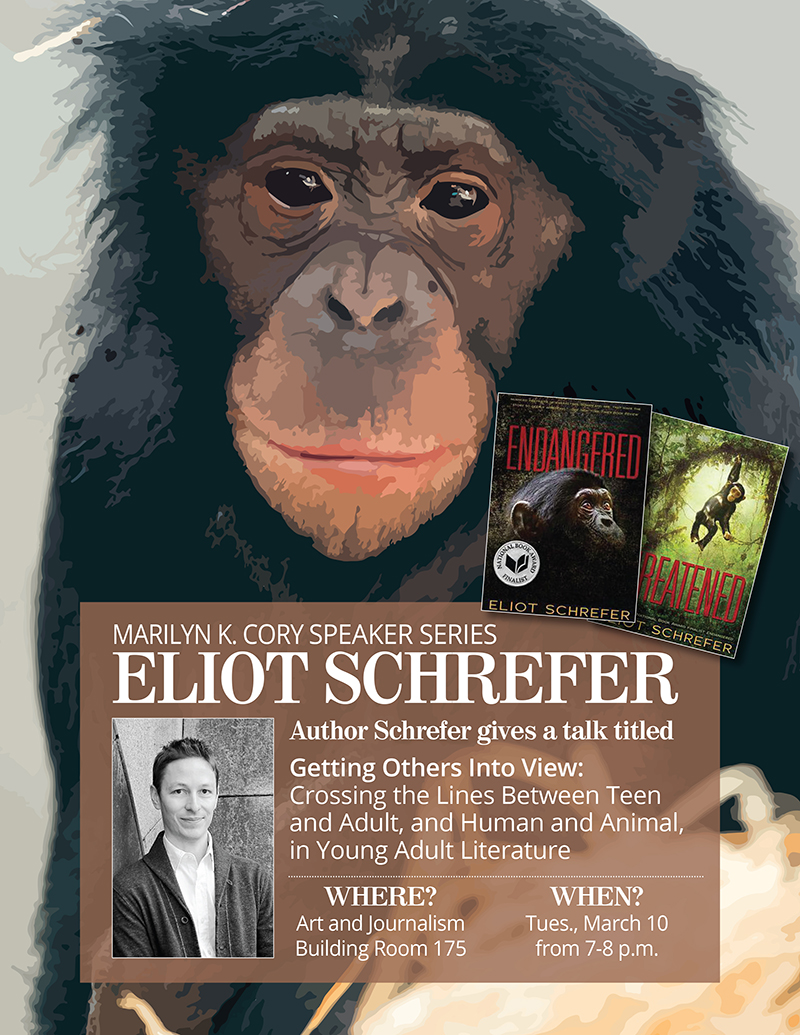 ENDANGERED
NATIONAL BOOK AWARD
FINALIST
ELIOT SCHREFER
REATENED
ELIOT SCHREFER
MARILYN K. CORY SPEAKER SERIES
ELIOT SCHREFER
Author Schrefer gives a talk titled
Getting Others Into View:
Crossing the Lines Between Teen
and Adult, and Human and Animal,
in Young Adult Literature
WHERE?
Art and Journalism
Building Room 175
WHEN?
Tues., March 10
from 7-8 p.m.